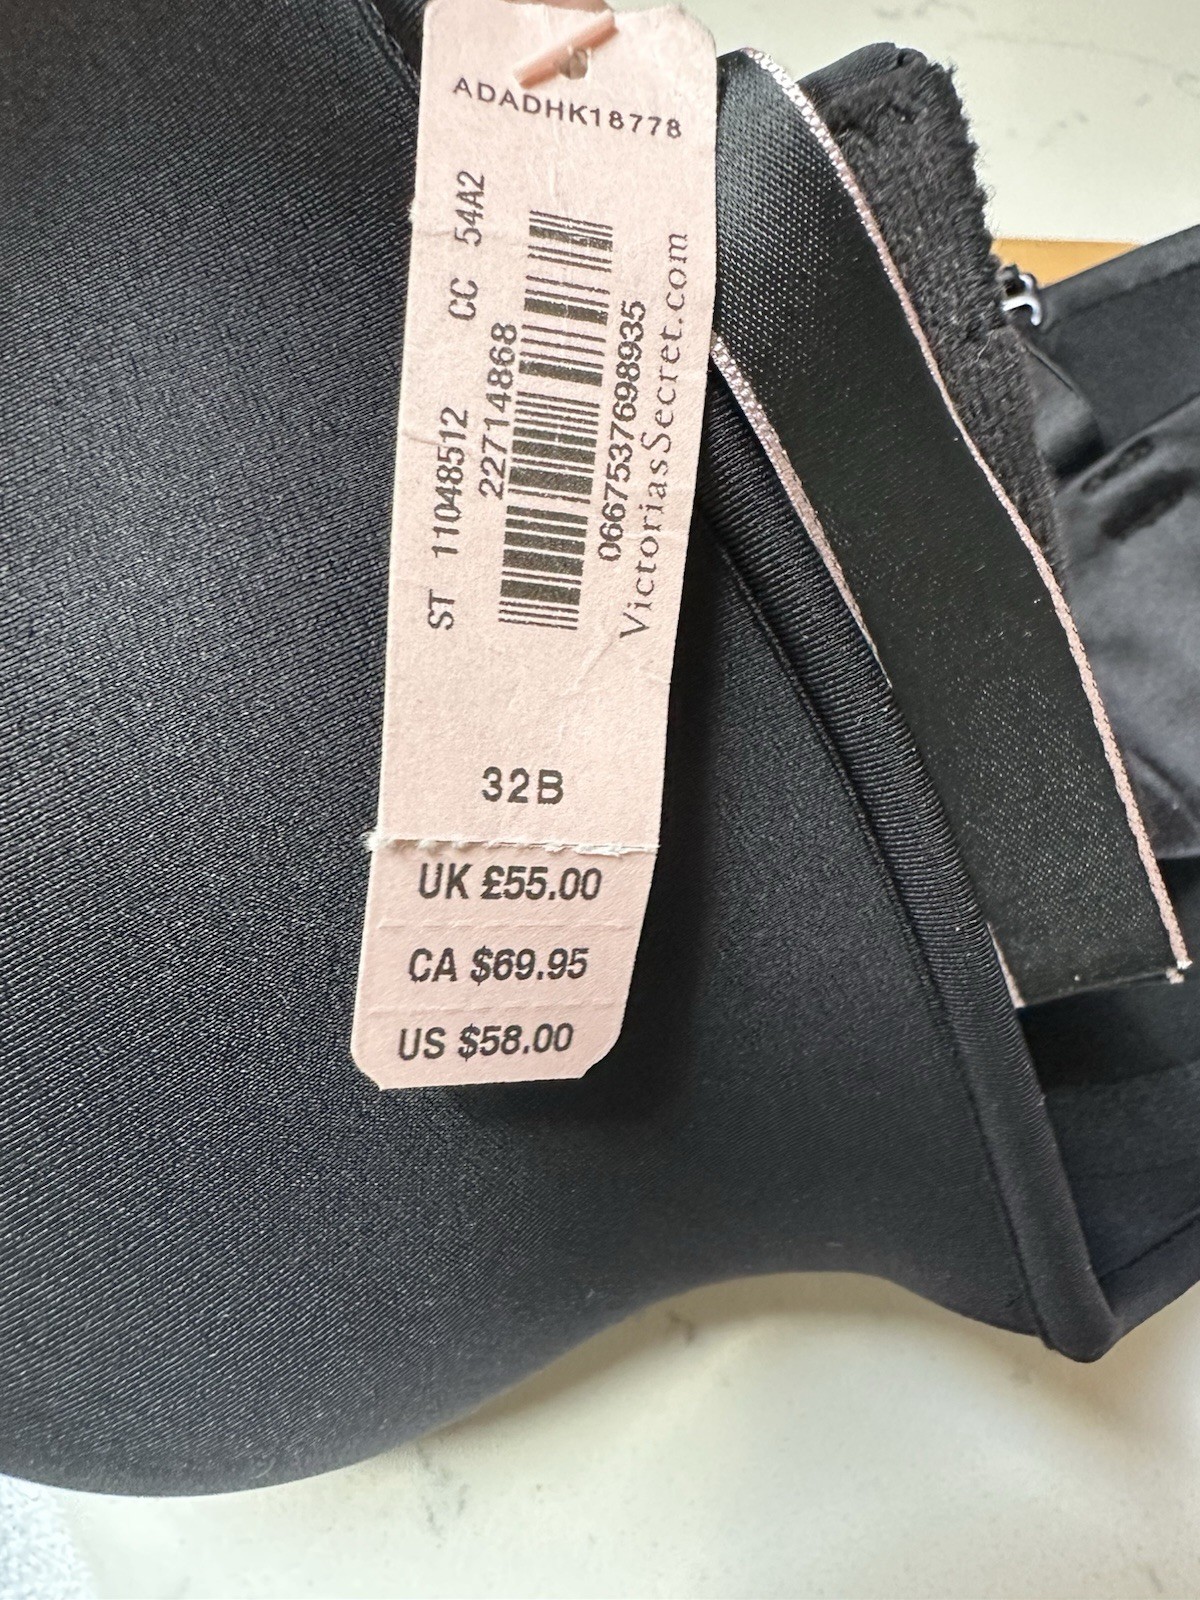 ADADHK18778
ST 11048512 CC 54A2
22714868
0667537698935
VictoriasSecret.com
32B
UK £55.00
CA $69.95
US $58.00